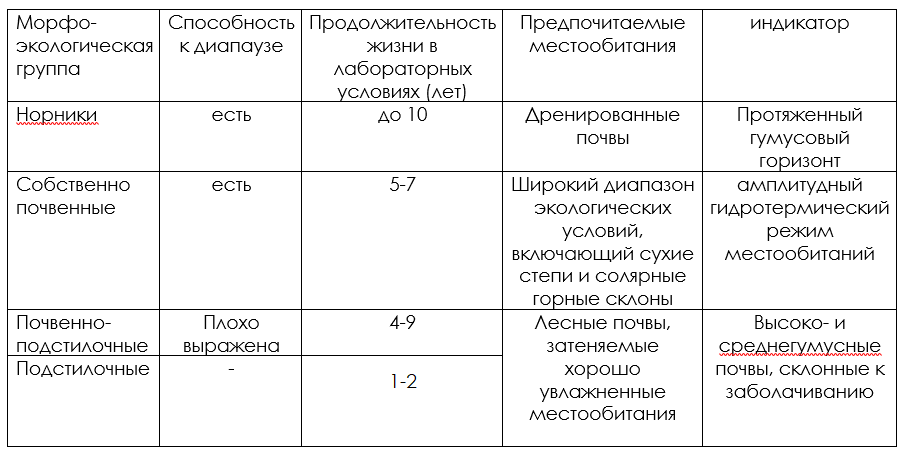 Морфо-
экологическая
группа
Способность
к диапаузе
Продолжительность
жизни в
лабораторных
условиях (лет)
Предпочитаемые
местообитания
индикатор
Норники
есть
до 10
Дренированные
почвы
Протяженный
гумусовый
горизонт
Собственно
почвенные
есть
5-7
Широкий диапазон
экологических
условий,
включающий сухие
степи и солярные
горные склоны
амплитудный
гидротермический
режим
местообитаний
Почвенно-
подстилочные
Плохо
выражена
4-9
Лесные почвы,
затеняемые
хорошо
увлажненные
местообитания
Высоко- и
среднегумусные
почвы, склонные к
заболачиванию
Подстилочные
-
1-2